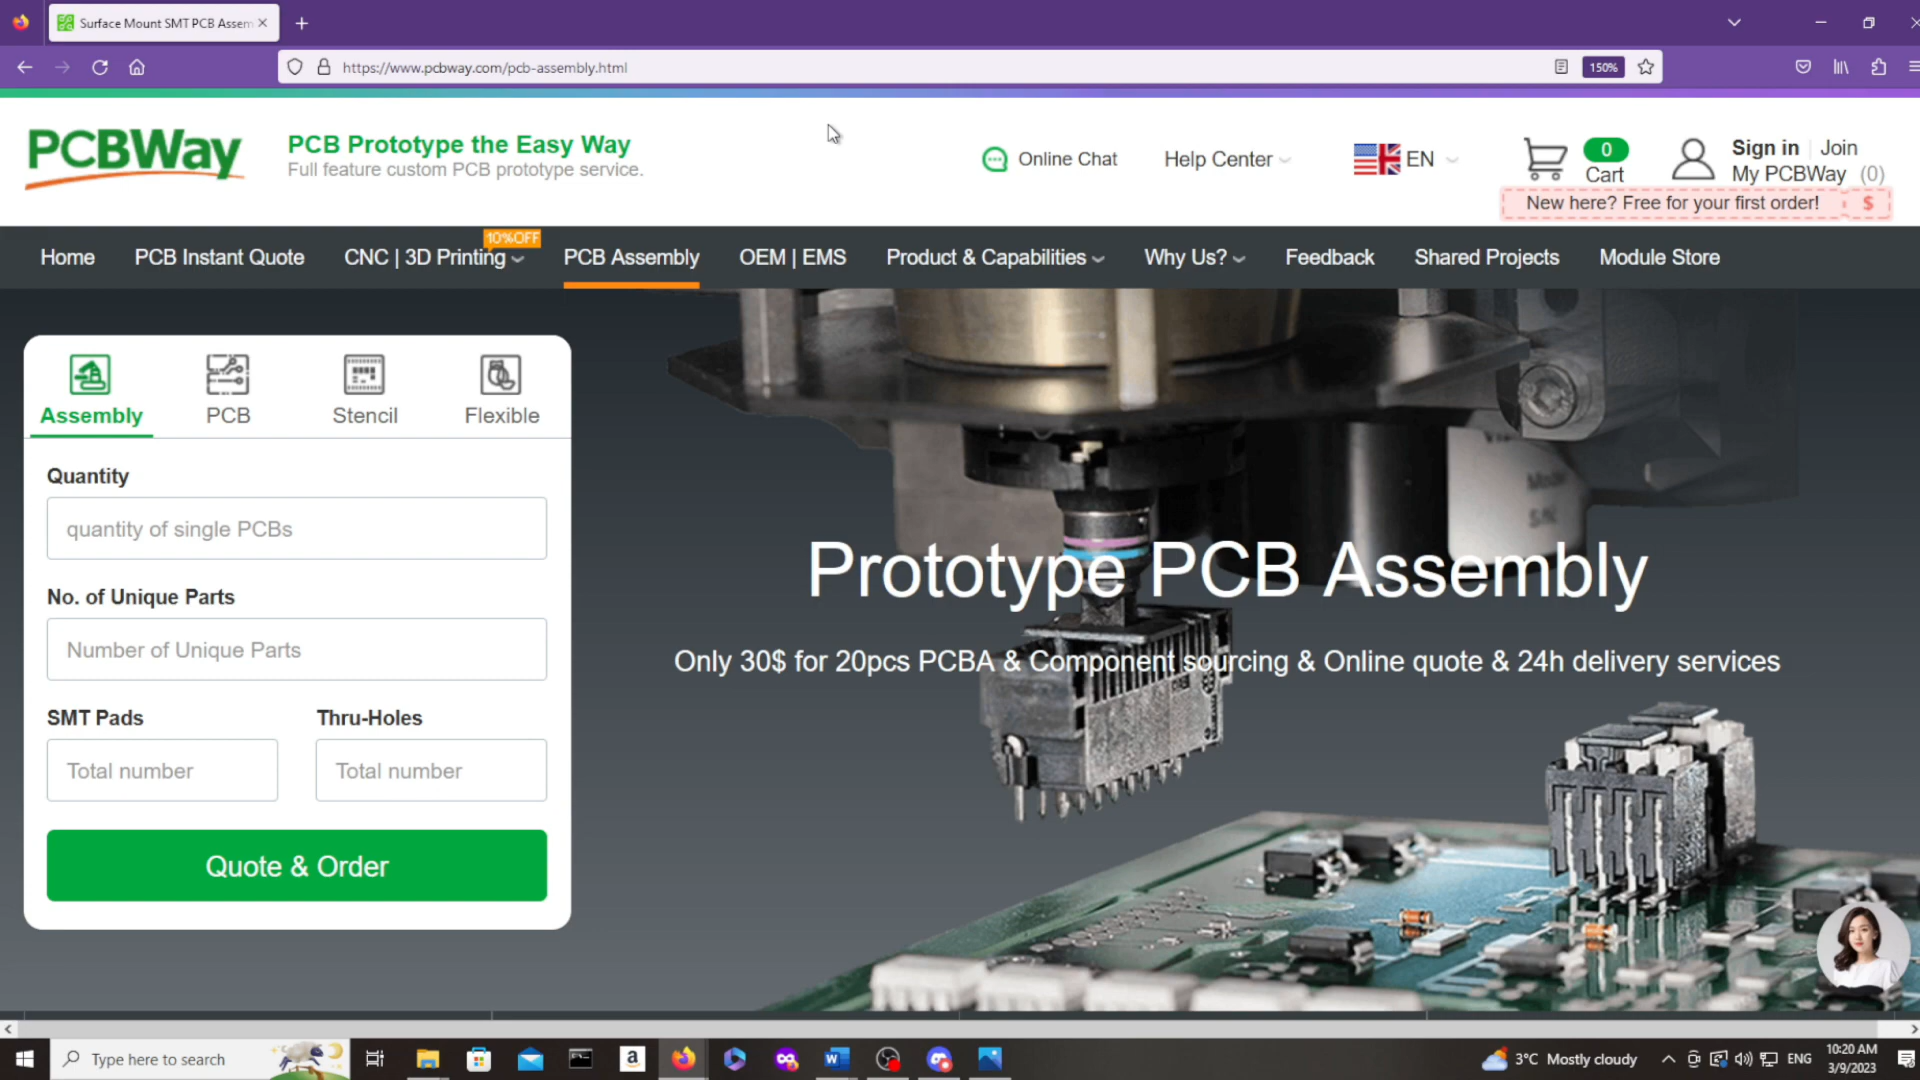 Surface Mount SMT PCB Assem
https://www.pcbway.com/pcb-assembly.html
150%
PCBWay
PCB Prototype the Easy Way
Full feature custom PCB prototype service.
Online Chat
Help Center
EN
0
Cart
Sign in
Join
My PCBWay (0)
New here? Free for your first order!
$
10%OFF
Home
PCB Instant Quote
CNC | 3D Printing
PCB Assembly
OEM | EMS
Product & Capabilities
Why Us?
Feedback
Shared Projects
Module Store
Assembly
PCB
Stencil
Flexible
Quantity
quantity of single PCBs
No. of Unique Parts
Number of Unique Parts
SMT Pads
Thru-Holes
Total number
Total number
Quote & Order
Prototype PCB Assembly
Only 30$ for 20pcs PCBA & Component sourcing & Online quote & 24h delivery services
Type here to search
3°C Mostly cloudy
ENG
10:20 AM
3/9/2023